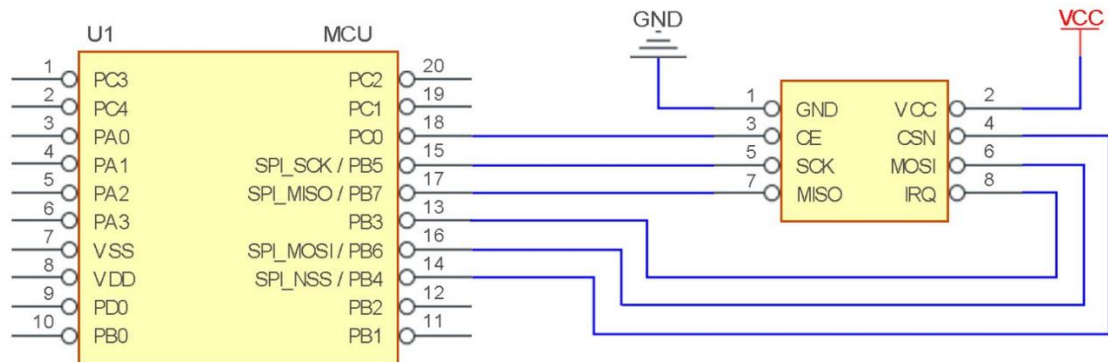 GND
VCC
U1 MCU
1 PC3 PC2 20
2 PC4 PC1 19
3 PA0 PC0 18
4 PA1 SPI_SCK / PB5 15
5 PA2 SPI_MISO / PB7 17
6 PA3 PB3 13
7 VSS SPI_MOSI / PB6 16
8 VDD SPI_NSS / PB4 14
9 PD0 PB2 12
10 PB0 PB1 11
1 GND VCC 2
3 CE CSN 4
5 SCK MOSI 6
7 MISO IRQ 8